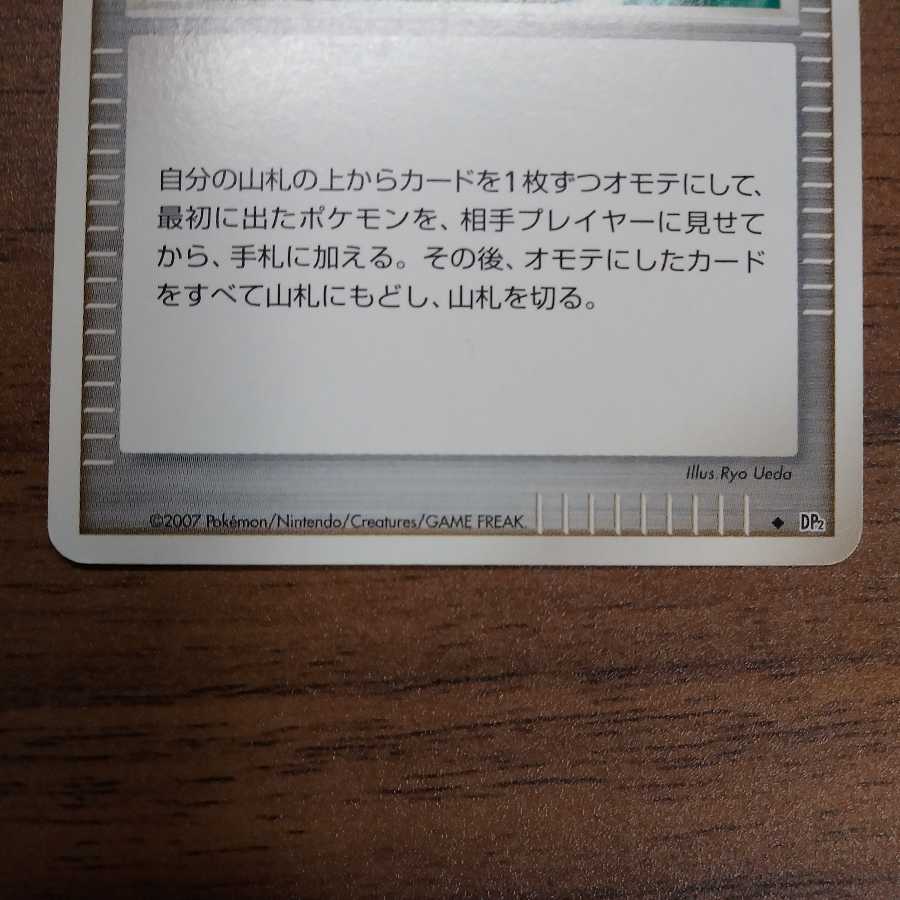 自分の山札の上からカードを1枚ずつオモテにして、
最初に出たポケモンを、相手プレイヤーに見せて
から、手札に加える。その後、オモテにしたカード
をすべて山札にもどし、山札を切る。
Illus. Ryo Ueda
©2007 Pokémon/Nintendo/Creatures/GAME FREAK.
◆ DP2